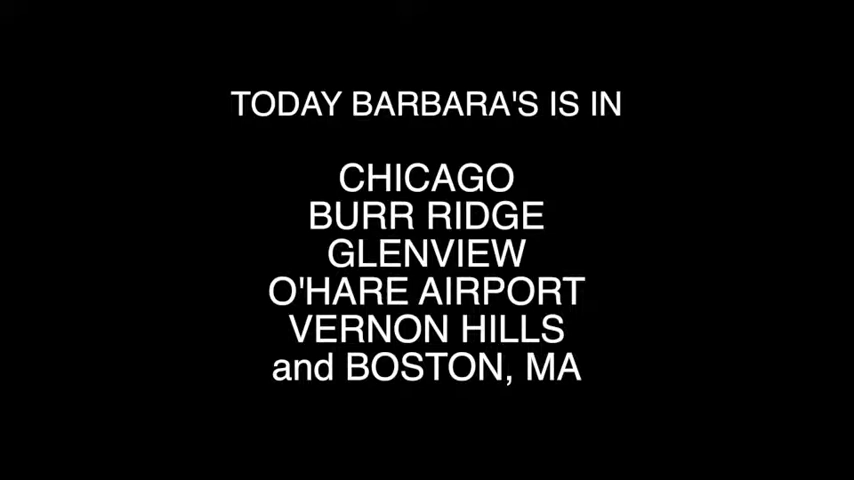 TODAY BARBARA'S IS IN
CHICAGO
BURR RIDGE
GLENVIEW
O'HARE AIRPORT
VERNON HILLS
and BOSTON, MA